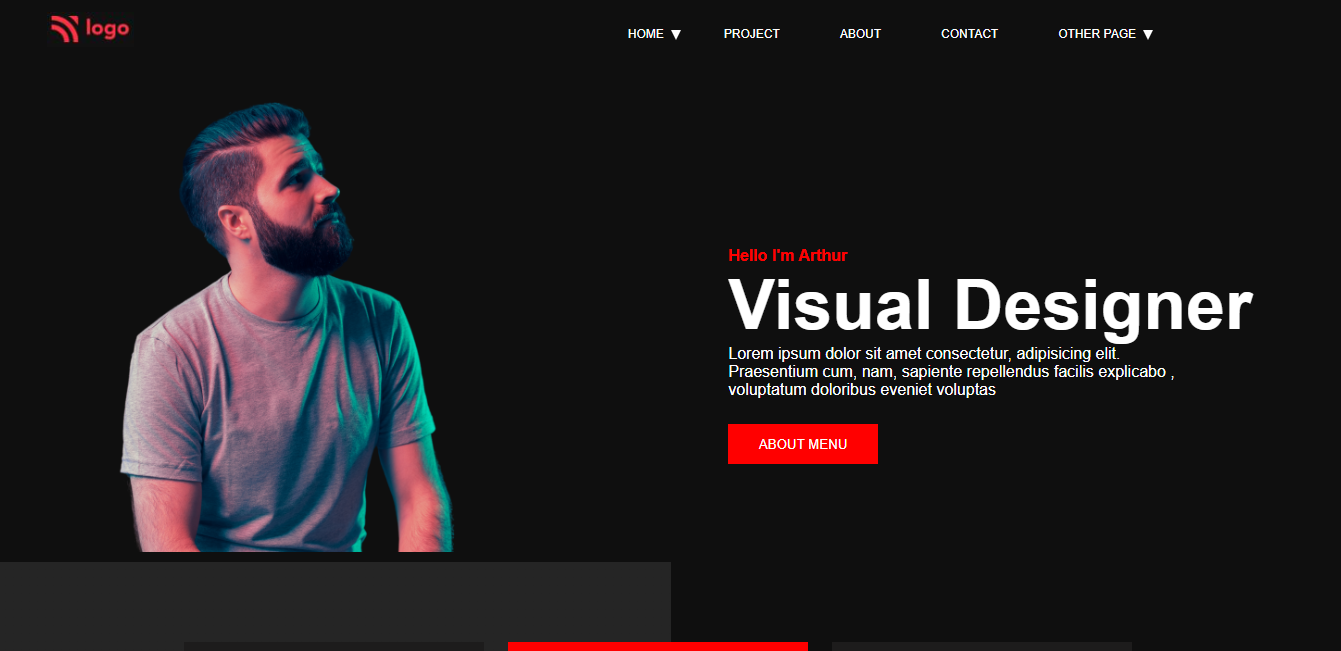 logo
HOME ▼ PROJECT ABOUT CONTACT OTHER PAGE ▼
Hello I'm Arthur
Visual Designer
Lorem ipsum dolor sit amet consectetur, adipisicing elit.
Praesentium cum, nam, sapiente repellendus facilis explicabo ,
voluptatum doloribus eveniet voluptas
ABOUT MENU